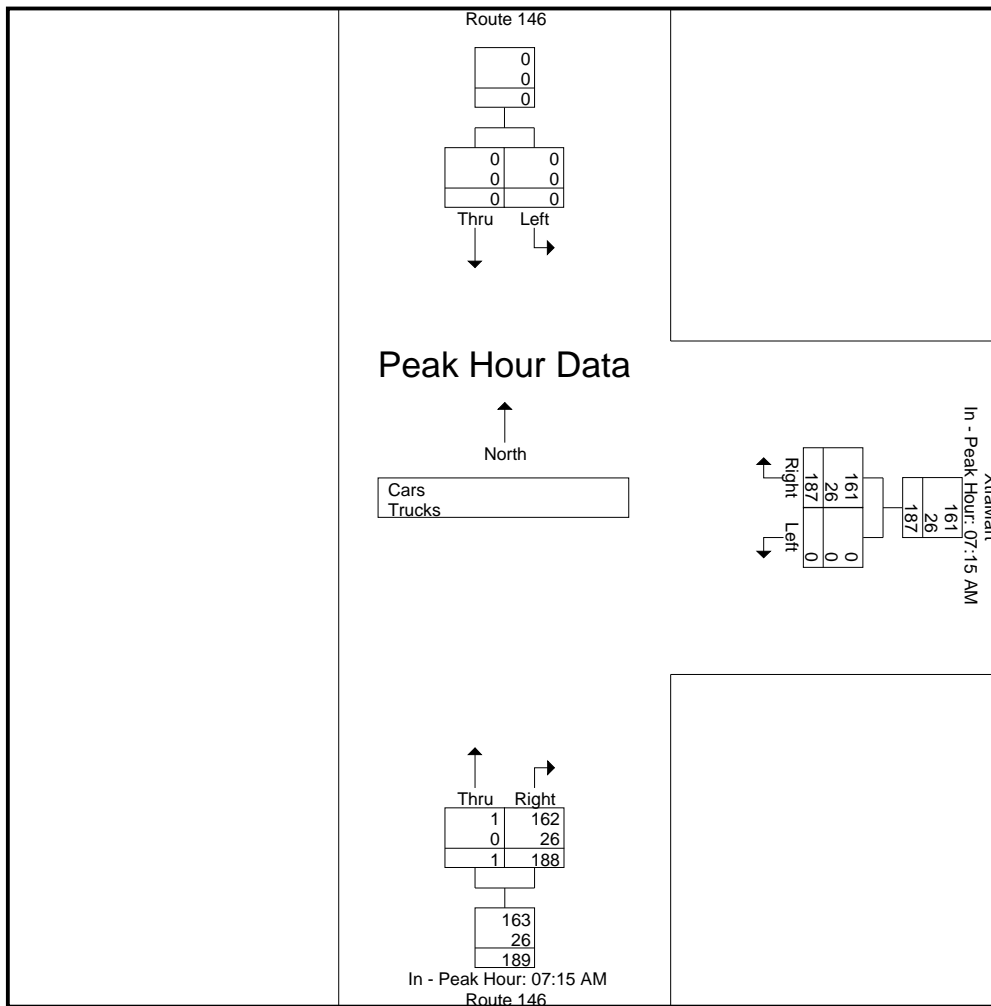 Route 146
0
0
0
0 0
0 0
0 0
Thru Left
Peak Hour Data
North
Cars
Trucks
In - Peak Hour: 07:15 AM
161
26
187
Right Left
161 0
26 0
187 0
Thru Right
1 162
0 26
1 188
163
26
189
In - Peak Hour: 07:15 AM
Route 146